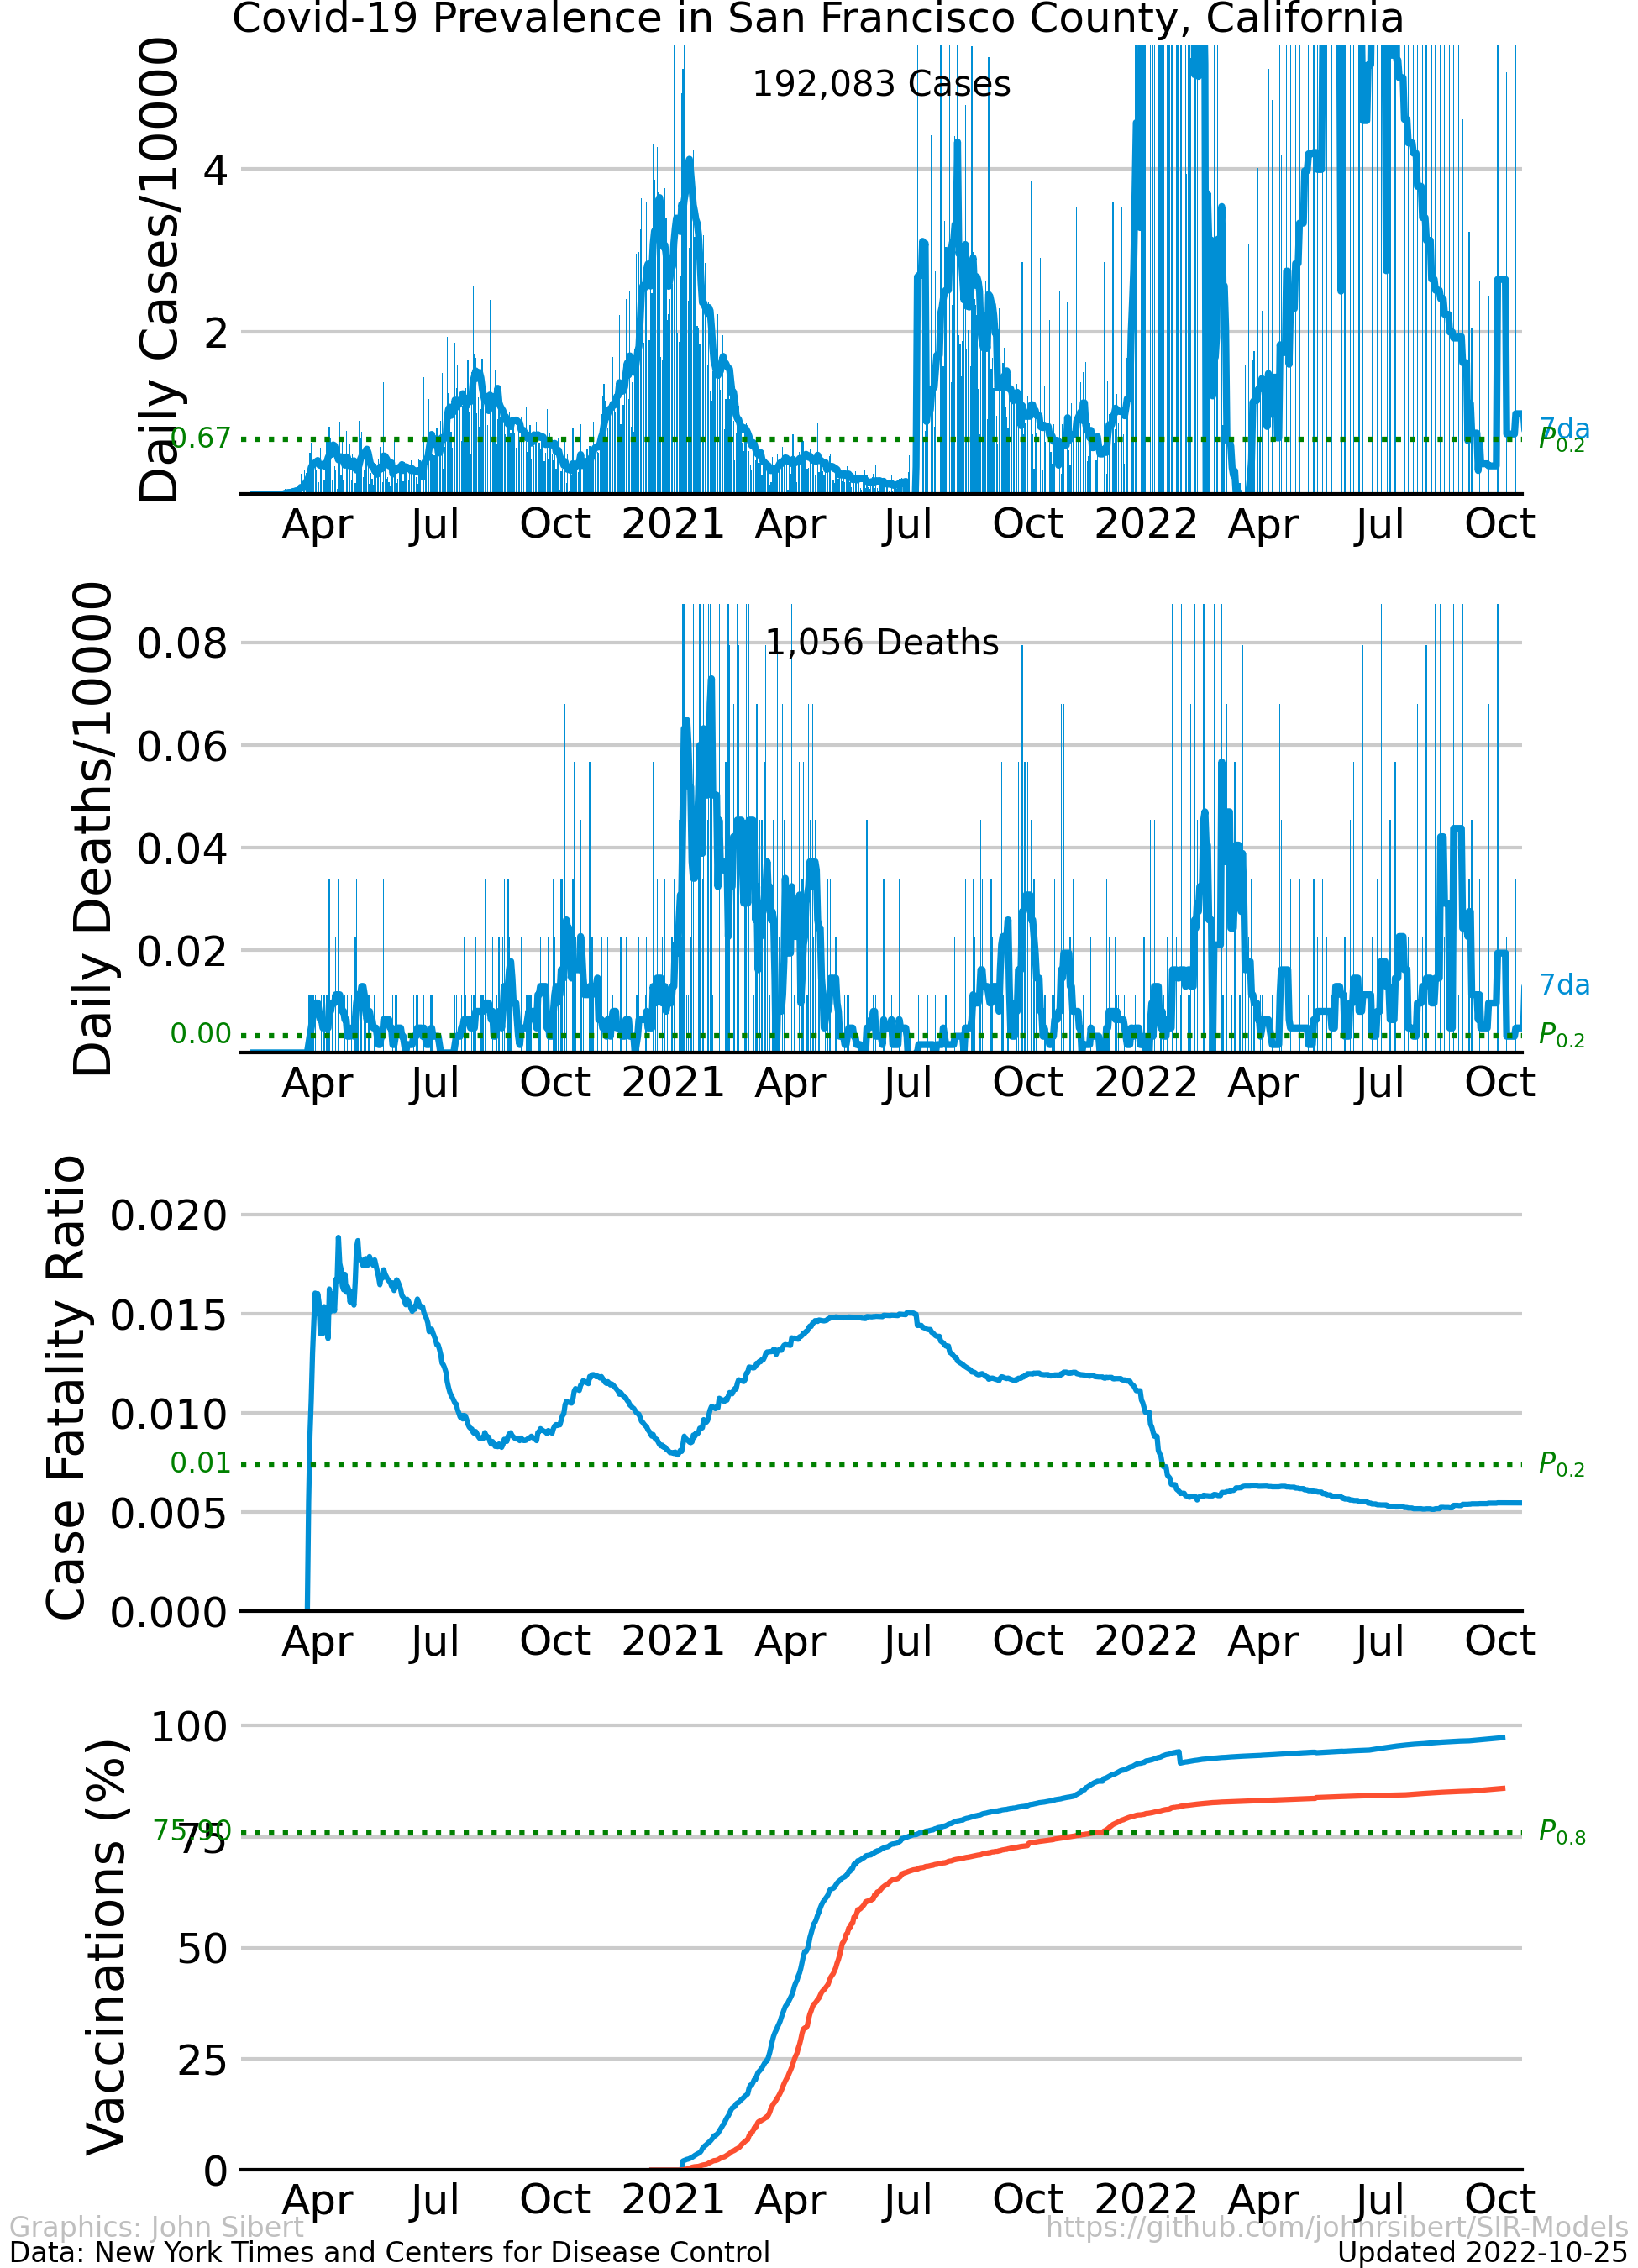 Covid-19 Prevalence in San Francisco County, California
Daily Cases/10000
192,083 Cases
4
2
0.67
7da
P0.2
Apr Jul Oct 2021 Apr Jul Oct 2022 Apr Jul Oct
Daily Deaths/10000
1,056 Deaths
0.08
0.06
0.04
0.02
0.00
7da
P0.2
Apr Jul Oct 2021 Apr Jul Oct 2022 Apr Jul Oct
Case Fatality Ratio
0.020
0.015
0.010
0.01
P0.2
0.005
0.000
Apr Jul Oct 2021 Apr Jul Oct 2022 Apr Jul Oct
Vaccinations (%)
100
75.90
75
P0.8
50
25
0
Apr Jul Oct 2021 Apr Jul Oct 2022 Apr Jul Oct
Graphics: John Sibert https://github.com/johnrsibert/SIR-Models
Data: New York Times and Centers for Disease Control Updated 2022-10-25